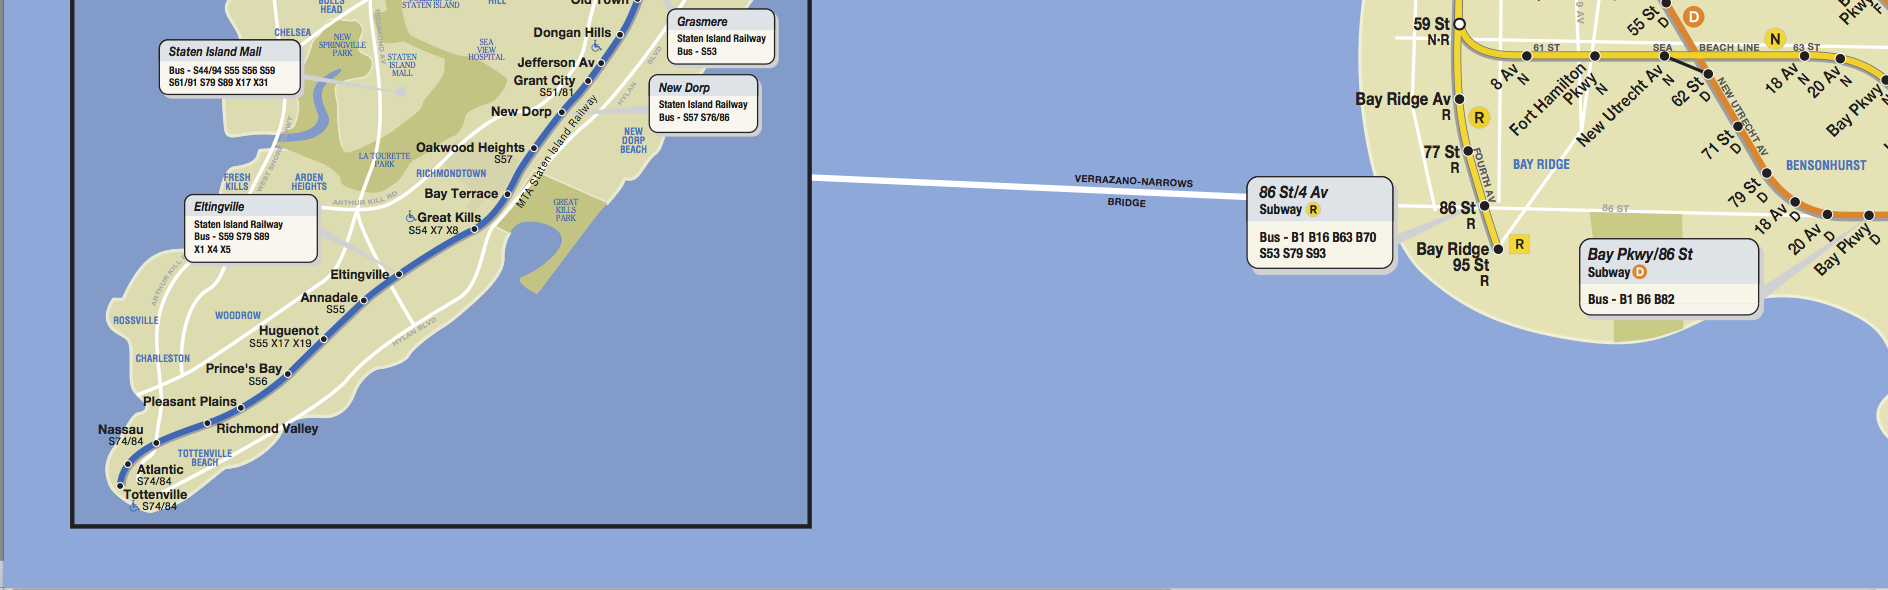 BULLS
HEAD
STATEN ISLAND
HILL
Old Town
CHELSEA
NEW
SPRINGVILLE
PARK
RICHMOND AV
STATEN
ISLAND
MALL
SEA
VIEW
HOSPITAL
Staten Island Mall
Bus - S44/94 S55 S56 S59
S61/91 S79 S89 X17 X31
Grasmere
Staten Island Railway
Bus - S53
Dongan Hills
Jefferson Av
Grant City
S51/81
New Dorp
HYLAN
BLVD
New Dorp
Staten Island Railway
Bus - S57 S76/86
NEW
DORP
BEACH
MTA Staten Island Railway
Oakwood Heights
S57
LA TOURETTE
PARK
RICHMONDTOWN
Bay Terrace
FRESH
KILLS
WEST SHORE
ARDEN
HEIGHTS
ARTHUR KILL RD
GREAT
KILLS
PARK
Great Kills
S54 X7 X8
Eltingville
Staten Island Railway
Bus - S59 S79 S89
X1 X4 X5
Eltingville
Annadale
S55
ARTHUR KILL
ROSSVILLE
WOODROW
HYLAN BLVD
Huguenot
S55 X17 X19
CHARLESTON
Prince's Bay
S56
Pleasant Plains
Richmond Valley
Nassau
S74/84
TOTTENVILLE
BEACH
Atlantic
S74/84
Tottenville
S74/84
VERRAZANO-NARROWS
BRIDGE
59 St
N·R
61 ST
SEA
BEACH LINE
N
63 ST
55 St
D
D
8 Av
N
Fort Hamilton
Pkwy
N
New Utrecht Av
N
62 St
D
18 Av
N
20 Av
N
Bay Pkwy
N
Pkwy
F
Bay Ridge Av
R
R
77 St
R
FOURTH AV
BAY RIDGE
NEW UTRECHT AV
71 St
D
BENSONHURST
86 St/4 Av
Subway R
Bus - B1 B16 B63 B70
S53 S79 S93
86 St
R
86 ST
79 St
D
18 Av
D
20 Av
D
Bay Pkwy
D
Bay Ridge
95 St
R
R
Bay Pkwy/86 St
Subway D
Bus - B1 B6 B82